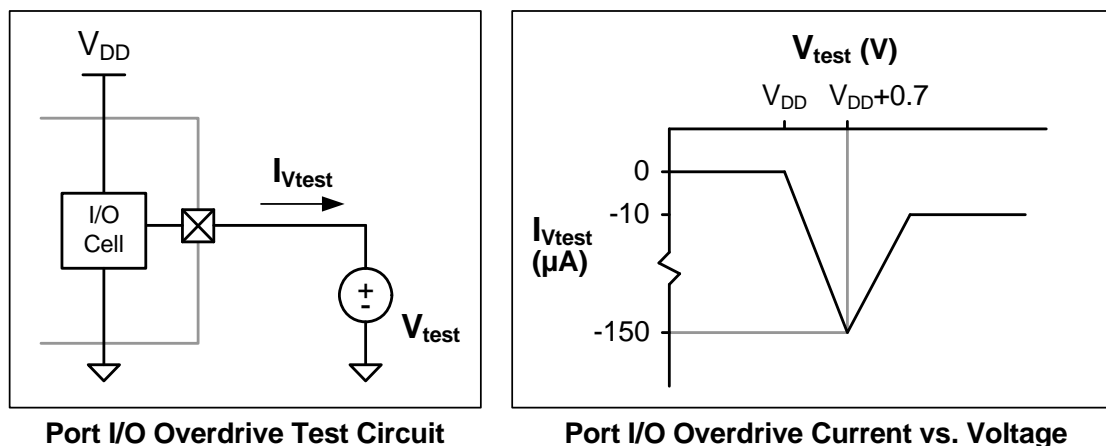 V_DD
I/O
Cell
I_Vtest
+
-
V_test
Port I/O Overdrive Test Circuit
V_test (V)
V_DD V_DD+0.7
0
-10
I_Vtest
(µA)
-150
Port I/O Overdrive Current vs. Voltage